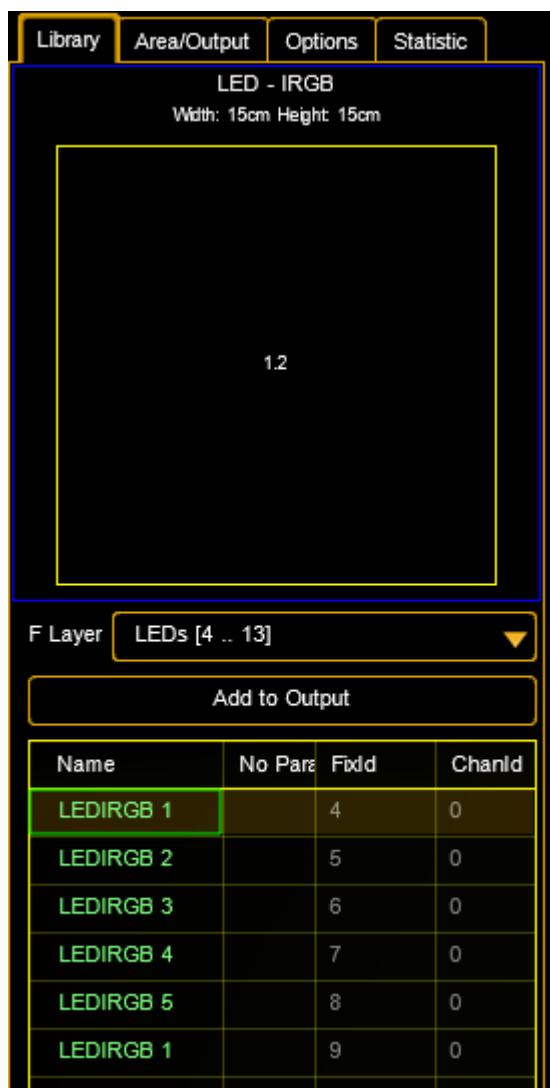 Library Area/Output Options Statistic
LED - IRGB
Width: 15cm Height: 15cm
1.2
F Layer LEDs [4 .. 13]
Add to Output
Name No Para FixId ChanId
LEDIRGB 1 4 0
LEDIRGB 2 5 0
LEDIRGB 3 6 0
LEDIRGB 4 7 0
LEDIRGB 5 8 0
LEDIRGB 1 9 0